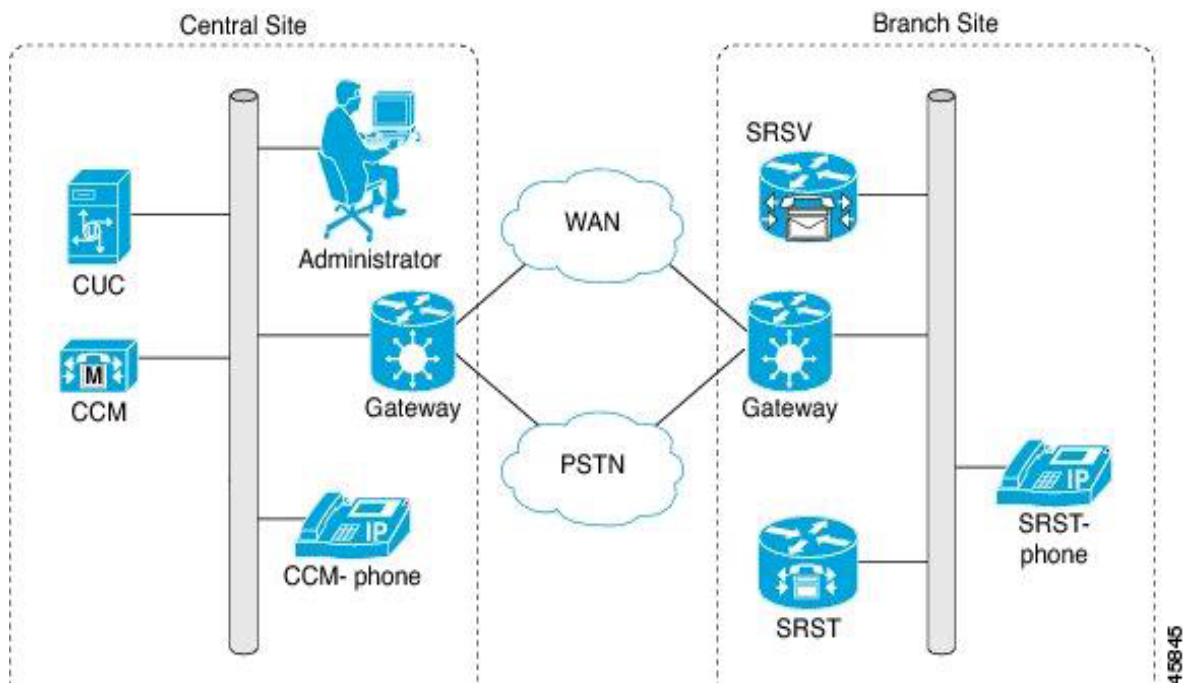 Central Site
Branch Site
SRSV
WAN
Administrator
CUC
M
CCM
Gateway
Gateway
PSTN
IP
IP
CCM- phone
SRST-
phone
SRST
45845